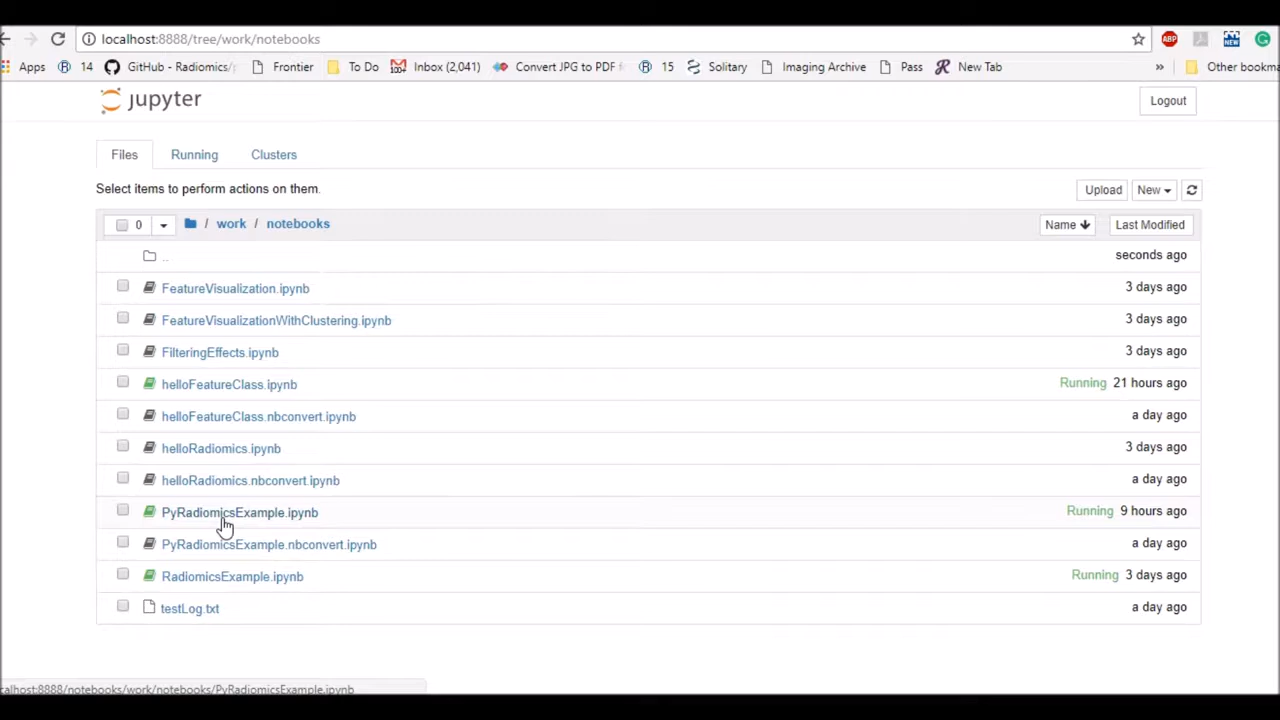 localhost:8888/tree/work/notebooks
ABP NEW
Apps 14 GitHub - Radiomics/p Frontier To Do 100+ Inbox (2,041) Convert JPG to PDF 15 Solitary Imaging Archive Pass New Tab » Other bookma
jupyter Logout
Files Running Clusters
Select items to perform actions on them. Upload New
0 / work / notebooks Name Last Modified
.. seconds ago
FeatureVisualization.ipynb 3 days ago
FeatureVisualizationWithClustering.ipynb 3 days ago
FilteringEffects.ipynb 3 days ago
helloFeatureClass.ipynb Running 21 hours ago
helloFeatureClass.nbconvert.ipynb a day ago
helloRadiomics.ipynb 3 days ago
helloRadiomics.nbconvert.ipynb a day ago
PyRadiomicsExample.ipynb Running 9 hours ago
PyRadiomicsExample.nbconvert.ipynb a day ago
RadiomicsExample.ipynb Running 3 days ago
testLog.txt a day ago
calhost:8888/notebooks/work/notebooks/PyRadiomicsExample.ipynb